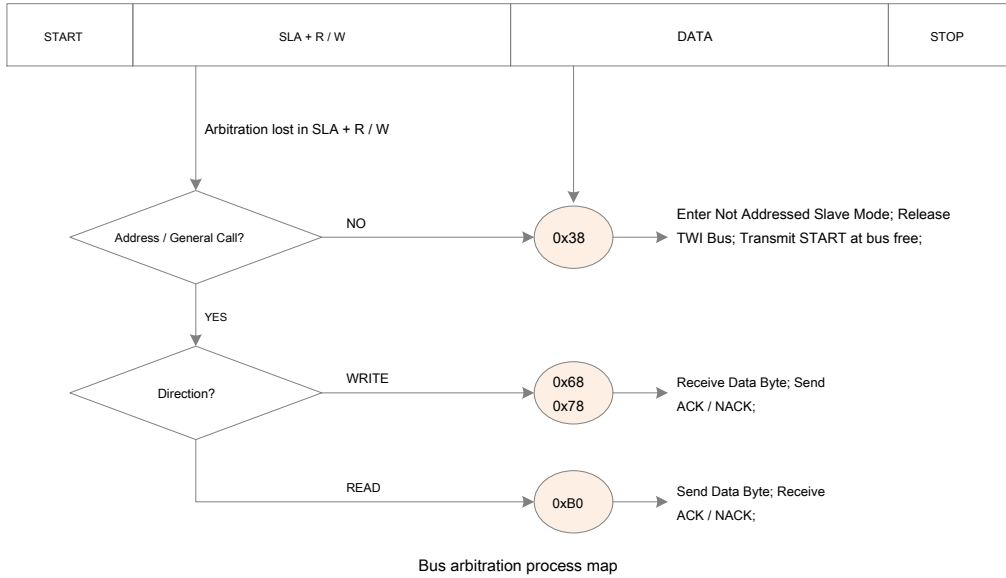 START
SLA + R / W
DATA
STOP
Arbitration lost in SLA + R / W
Address / General Call?
NO
0x38
Enter Not Addressed Slave Mode; Release
TWI Bus; Transmit START at bus free;
YES
Direction?
WRITE
0x68
0x78
Receive Data Byte; Send
ACK / NACK;
READ
0xB0
Send Data Byte; Receive
ACK / NACK;
Bus arbitration process map